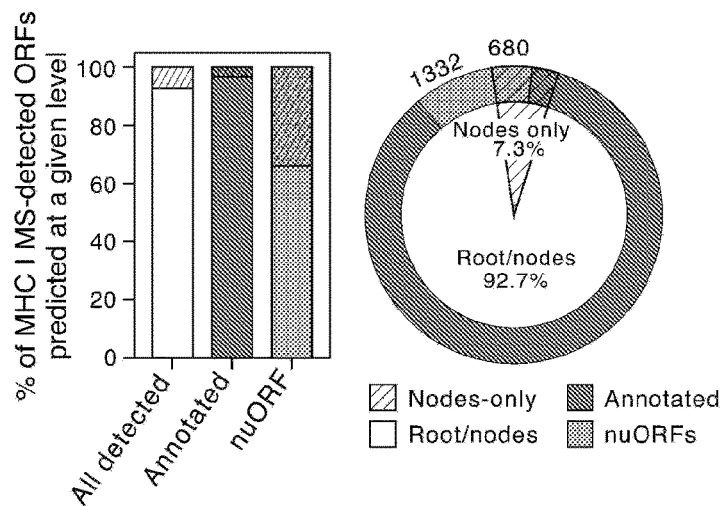 % of MHC I MS-detected ORFs
predicted at a given level
100
80
60
40
20
0
All detected
Annotated
nuORF
1332
680
Nodes only
7.3%
Root/nodes
92.7%
Nodes-only
Annotated
Root/nodes
nuORFs